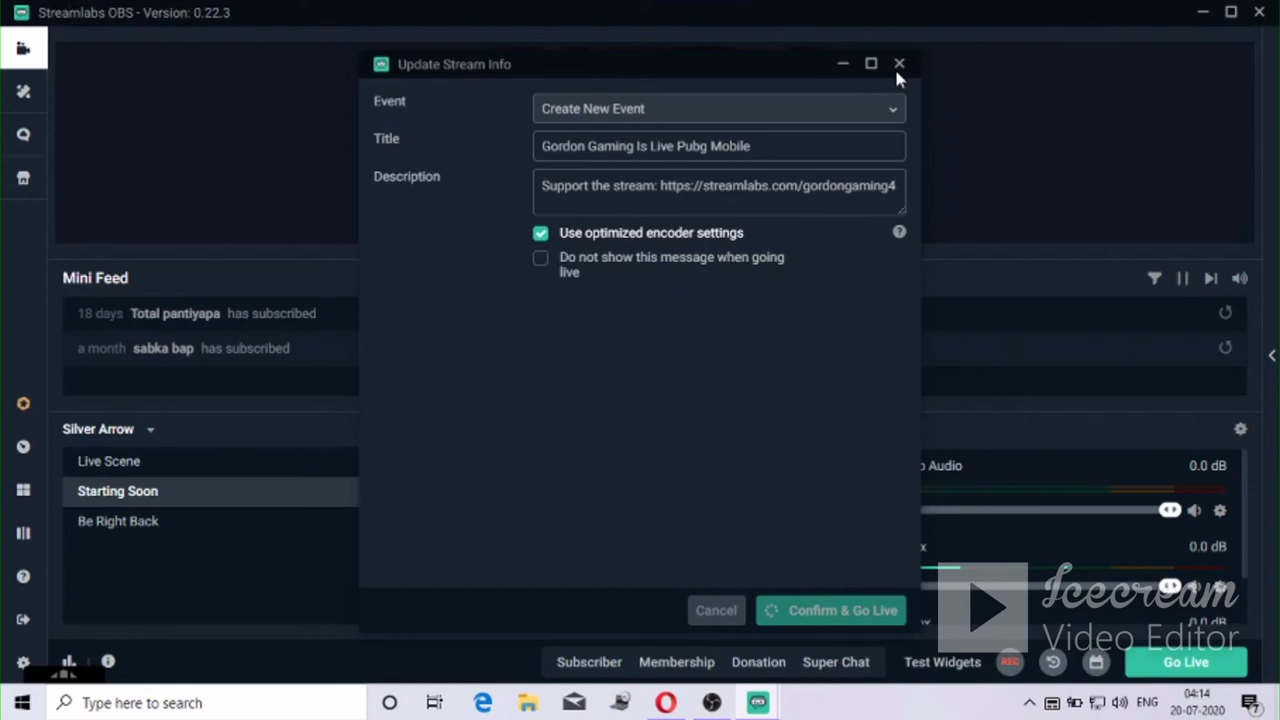 Streamlabs OBS - Version: 0.22.3
Update Stream Info
Event
Create New Event
Title
Gordon Gaming Is Live Pubg Mobile
Description
Support the stream: https://streamlabs.com/gordongaming4
Use optimized encoder settings
Do not show this message when going
live
Mini Feed
18 days Total pantiyapa has subscribed
a month sabka bap has subscribed
Silver Arrow
Live Scene
Starting Soon
Be Right Back
Audio
0.0 dB
0.0 dB
Cancel
Confirm & Go Live
Icecream
Video Editor
Subscriber
Membership
Donation
Super Chat
Test Widgets
REC
Go Live
Type here to search
ENG
04:14
20-07-2020
7